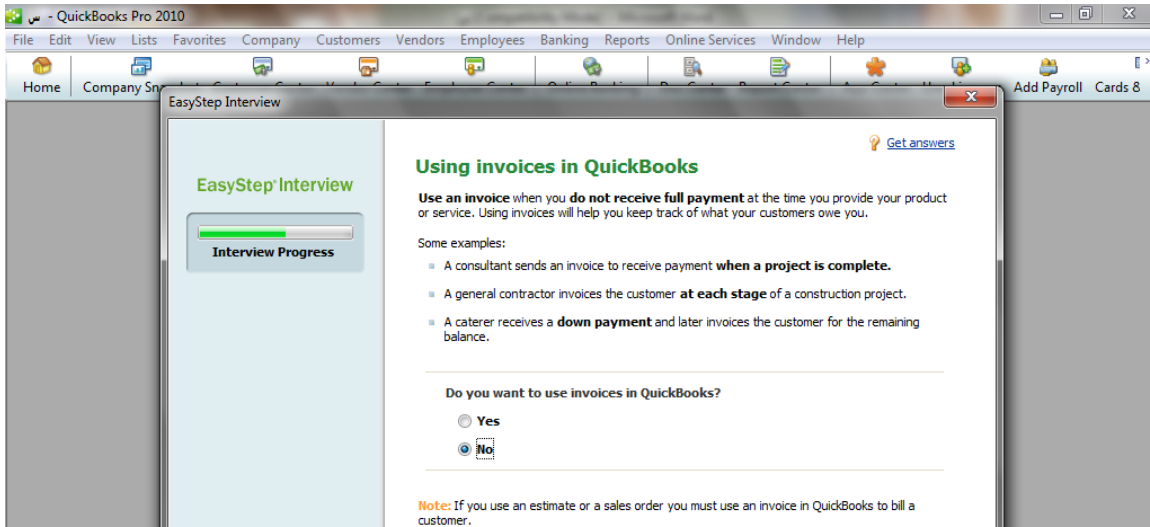 س - QuickBooks Pro 2010
File Edit View Lists Favorites Company Customers Vendors Employees Banking Reports Online Services Window Help
Home Company Add Payroll Cards 8
EasyStep Interview
Get answers
EasyStep Interview
Interview Progress
Using invoices in QuickBooks
Use an invoice when you do not receive full payment at the time you provide your product
or service. Using invoices will help you keep track of what your customers owe you.
Some examples:
A consultant sends an invoice to receive payment when a project is complete.
A general contractor invoices the customer at each stage of a construction project.
A caterer receives a down payment and later invoices the customer for the remaining
balance.
Do you want to use invoices in QuickBooks?
Yes
No
Note: If you use an estimate or a sales order you must use an invoice in QuickBooks to bill a
customer.